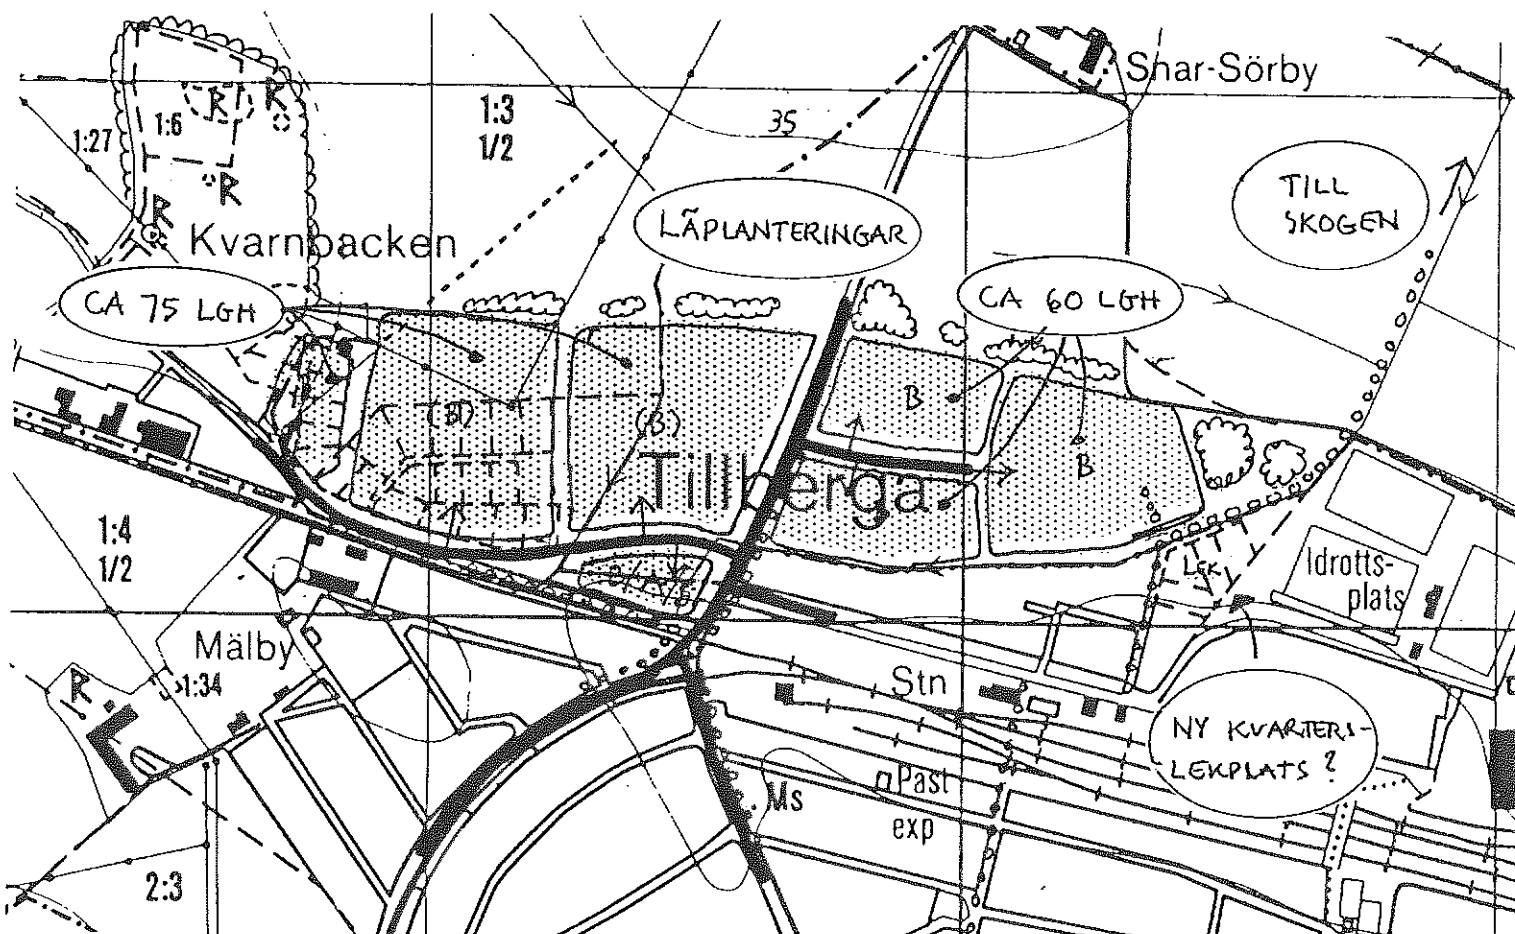 Snar-Sörby
R
R
1:3
1/2
1:6
35
1:27
R
TILL
SKOGEN
R
LÄPLANTERINGAR
Kvarnbacken
CA 75 LGH
CA 60 LGH
B
(B)
(B)
B
Tillberga
1:4
1/2
LEK
Idrotts-
plats
Mälby
1:34
R
Stn
NY KVARTERS-
LEKPLATS?
Past
exp
Ms
2:3